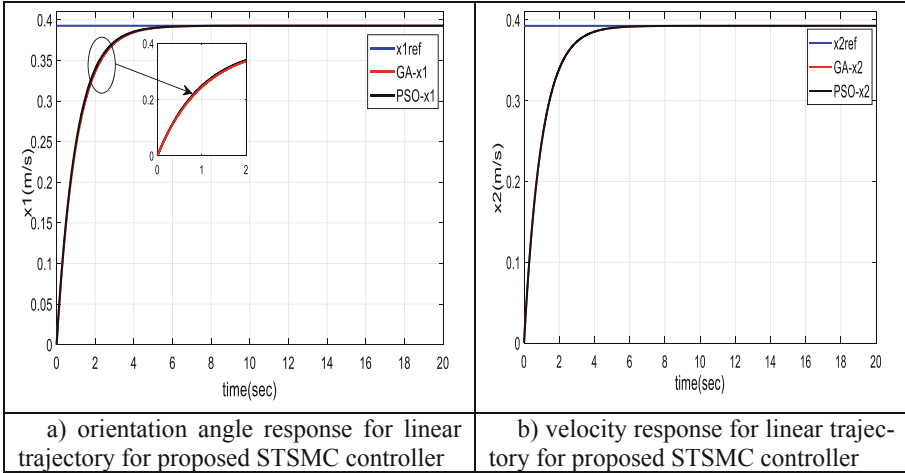 0.4
0.35
0.3
0.25
0.2
0.15
0.1
0.05
0
x1(m/s)
0 2 4 6 8 10 12 14 16 18 20
time(sec)
x1ref
GA-x1
PSO-x1
0.4
0.2
0
0 1 2
0.4
0.3
0.2
0.1
0
x2(m/s)
0 2 4 6 8 10 12 14 16 18 20
time(sec)
x2ref
GA-x2
PSO-x2
a) orientation angle response for linear
trajectory for proposed STSMC controller
b) velocity response for linear trajec-
tory for proposed STSMC controller